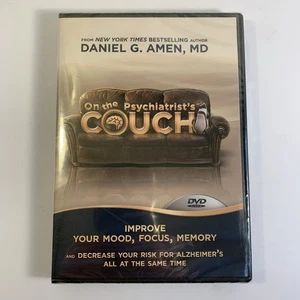 FROM NEW YORK TIMES BESTSELLING AUTHOR
DANIEL G. AMEN, MD
On the Psychiatrist's
COUCH
DVD
VIDEO
IMPROVE
YOUR MOOD, FOCUS, MEMORY
AND DECREASE YOUR RISK FOR ALZHEIMER'S
ALL AT THE SAME TIME